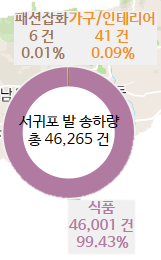 패션잡화 가구/인테리어
6 건 41 건
0.01% 0.09%
남
서귀포 발 송하량
총 46,265 건
식품
46,001 건
99.43%